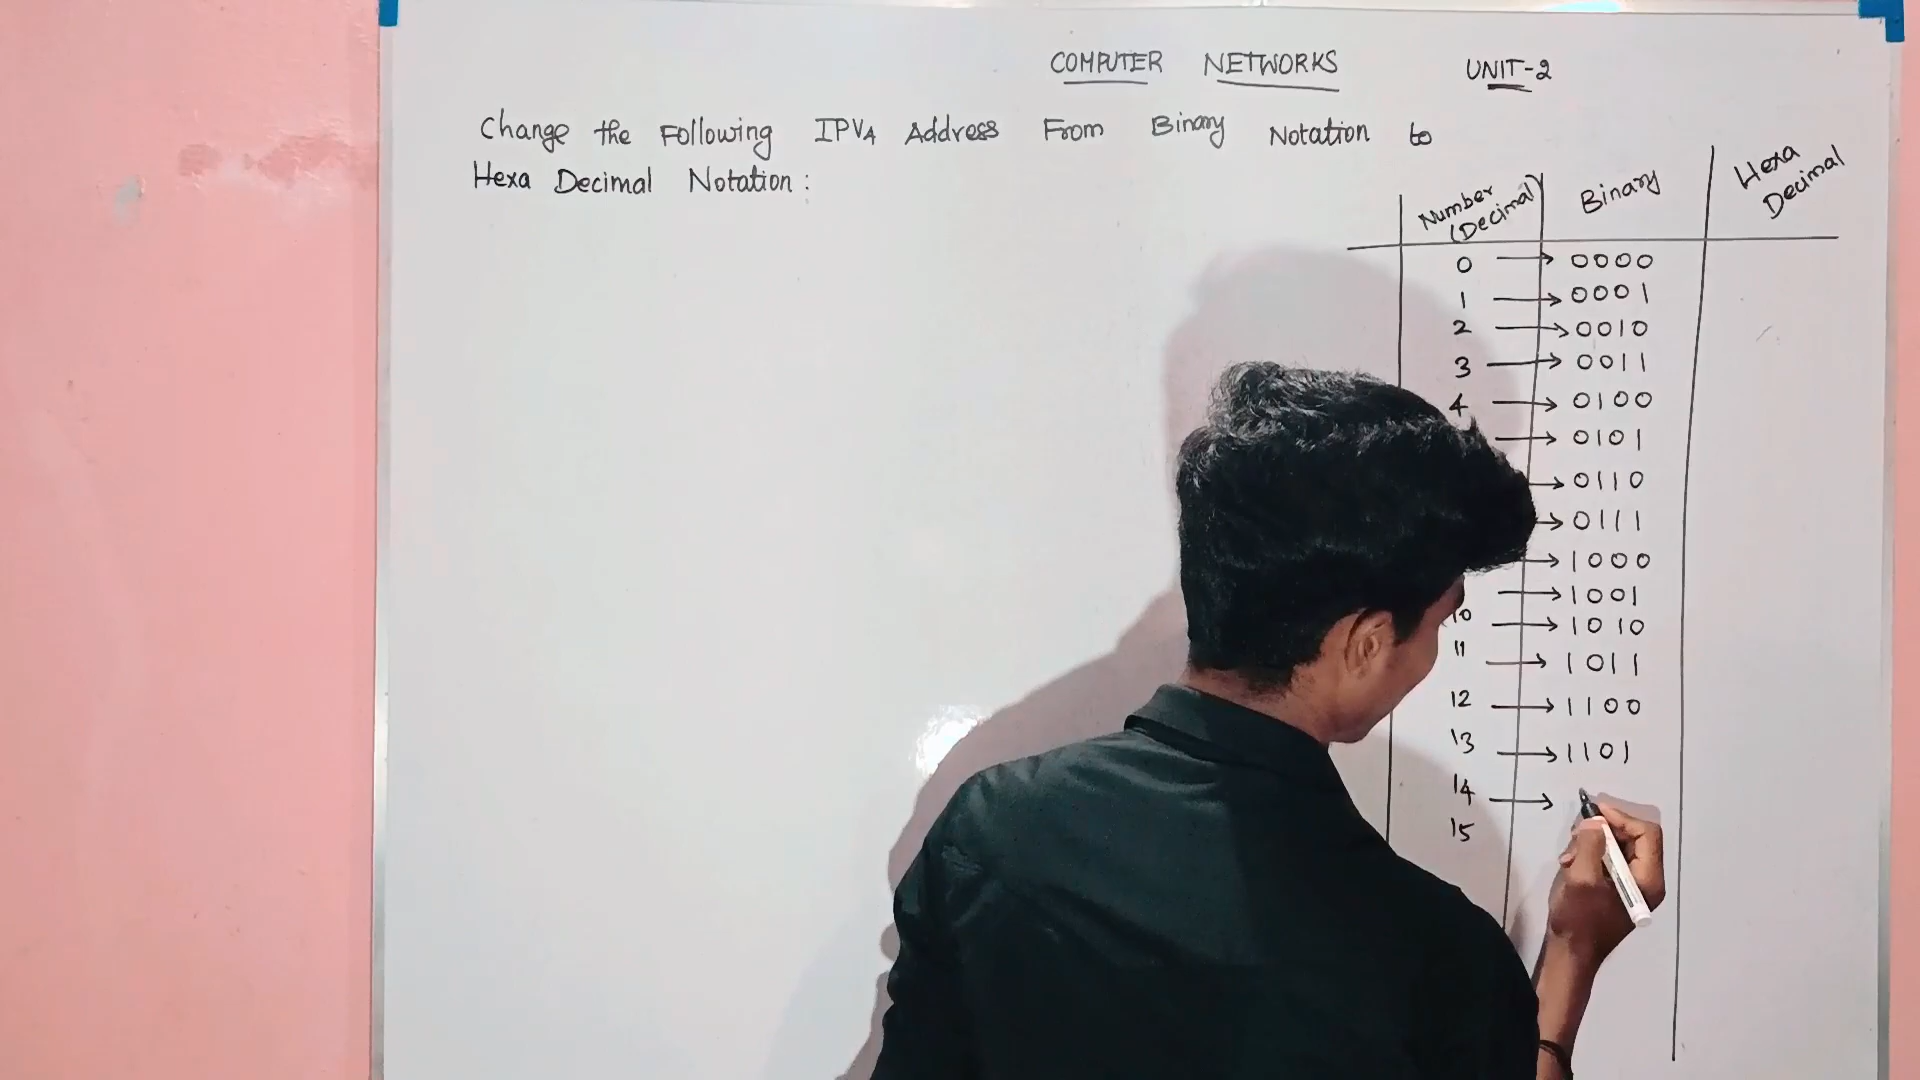 COMPUTER NETWORKS UNIT-2
Change the Following IPV4 Address From Binary Notation to
Hexa Decimal Notation :
Number (Decimal) Binary Hexa Decimal
0 → 0000
1 → 0001
2 → 0010
3 → 0011
4 → 0100
→ 0101
→ 0110
→ 0111
→ 1000
→ 1001
10 → 1010
11 → 1011
12 → 1100
13 → 1101
14 →
15